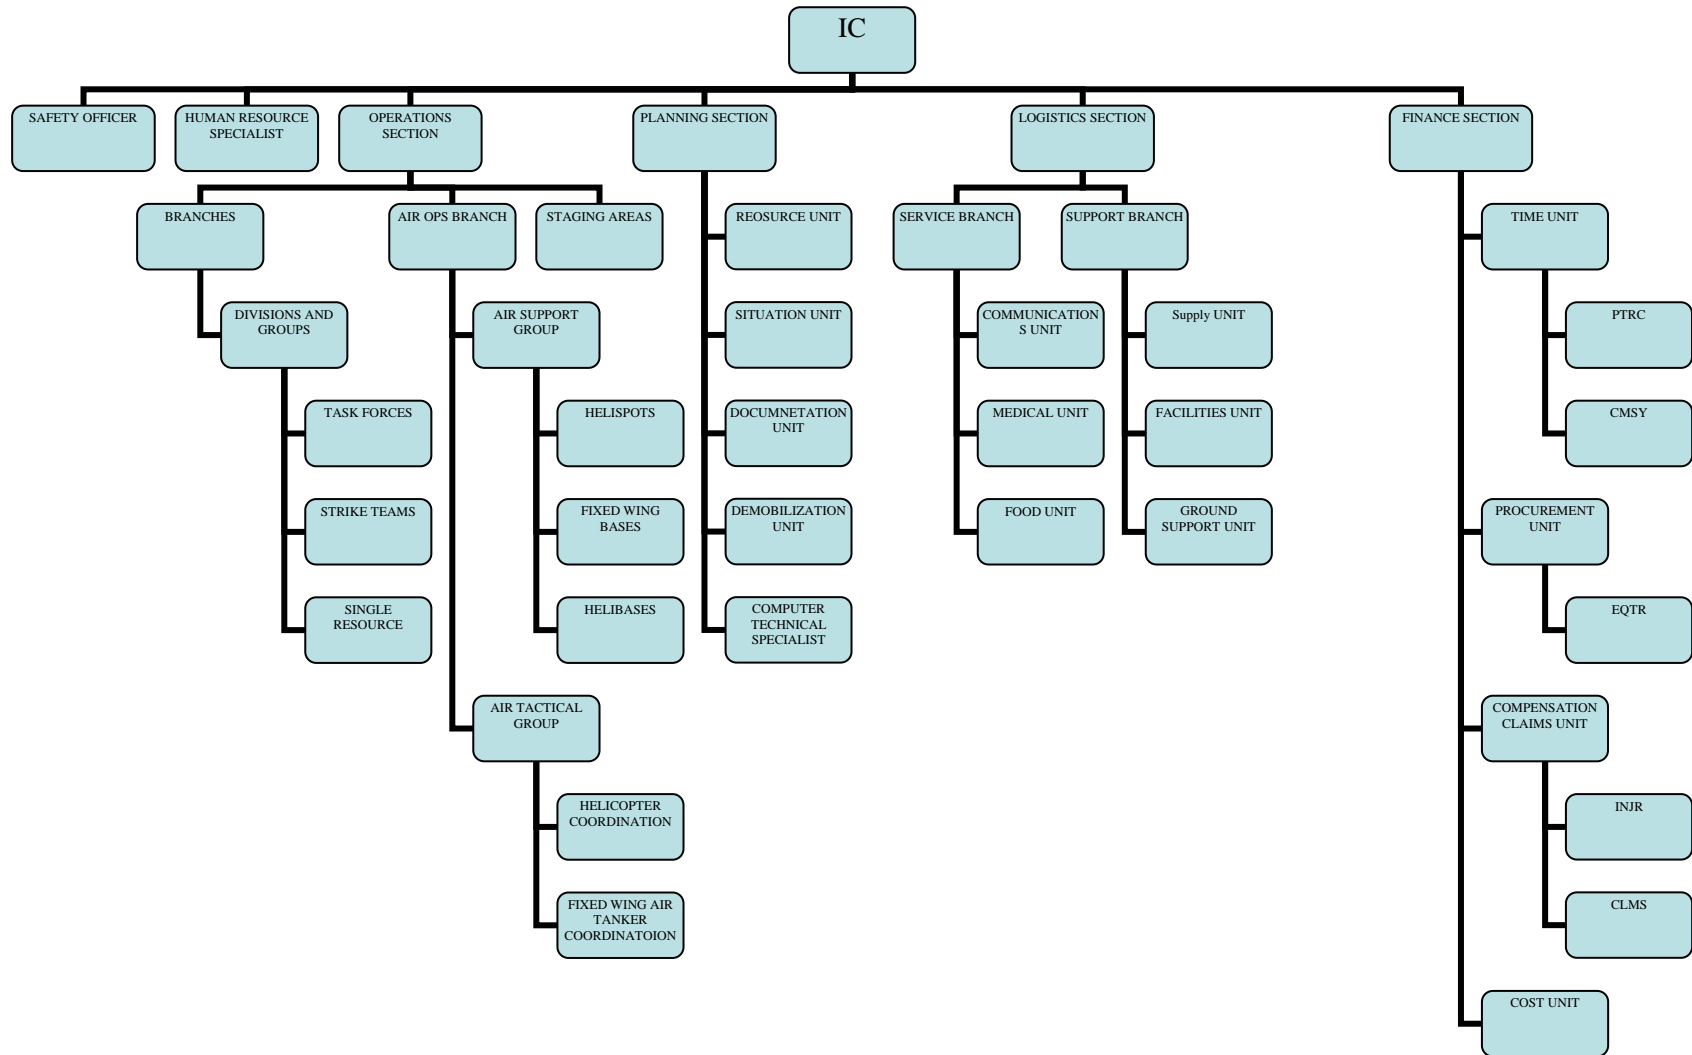 IC
SAFETY OFFICER
HUMAN RESOURCE
SPECIALIST
OPERATIONS
SECTION
PLANNING SECTION
LOGISTICS SECTION
FINANCE SECTION
BRANCHES
AIR OPS BRANCH
STAGING AREAS
REOSURCE UNIT
SERVICE BRANCH
SUPPORT BRANCH
TIME UNIT
DIVISIONS AND
GROUPS
AIR SUPPORT
GROUP
SITUATION UNIT
COMMUNICATION
S UNIT
Supply UNIT
PTRC
TASK FORCES
HELISPOTS
DOCUMNETATION
UNIT
MEDICAL UNIT
FACILITIES UNIT
CMSY
STRIKE TEAMS
FIXED WING
BASES
DEMOBILIZATION
UNIT
FOOD UNIT
GROUND
SUPPORT UNIT
PROCUREMENT
UNIT
SINGLE
RESOURCE
HELIBASES
COMPUTER
TECHNICAL
SPECIALIST
EQTR
AIR TACTICAL
GROUP
COMPENSATION
CLAIMS UNIT
HELICOPTER
COORDINATION
INJR
FIXED WING AIR
TANKER
COORDINATOION
CLMS
COST UNIT